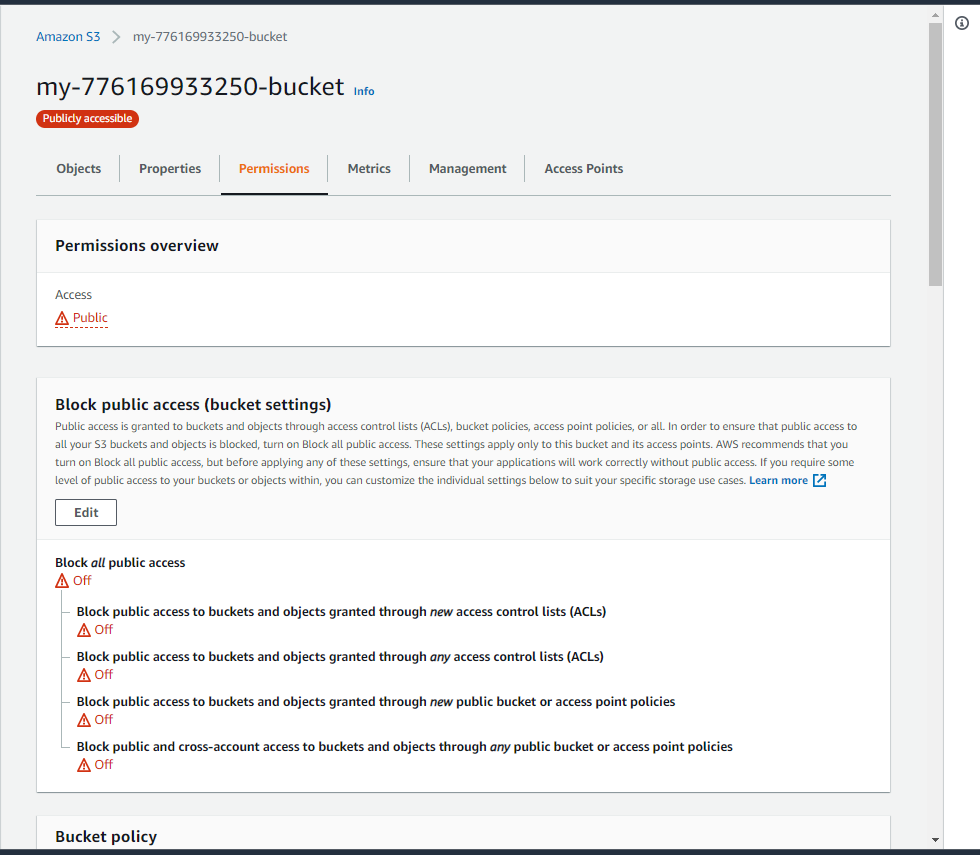 Amazon S3 > my-776169933250-bucket
my-776169933250-bucket Info
Publicly accessible
Objects Properties Permissions Metrics Management Access Points
Permissions overview
Access
Public
Block public access (bucket settings)
Public access is granted to buckets and objects through access control lists (ACLs), bucket policies, access point policies, or all. In order to ensure that public access to
all your S3 buckets and objects is blocked, turn on Block all public access. These settings apply only to this bucket and its access points. AWS recommends that you
turn on Block all public access, but before applying any of these settings, ensure that your applications will work correctly without public access. If you require some
level of public access to your buckets or objects within, you can customize the individual settings below to suit your specific storage use cases. Learn more
Edit
Block all public access
Off
Block public access to buckets and objects granted through new access control lists (ACLs)
Off
Block public access to buckets and objects granted through any access control lists (ACLs)
Off
Block public access to buckets and objects granted through new public bucket or access point policies
Off
Block public and cross-account access to buckets and objects through any public bucket or access point policies
Off
Bucket policy